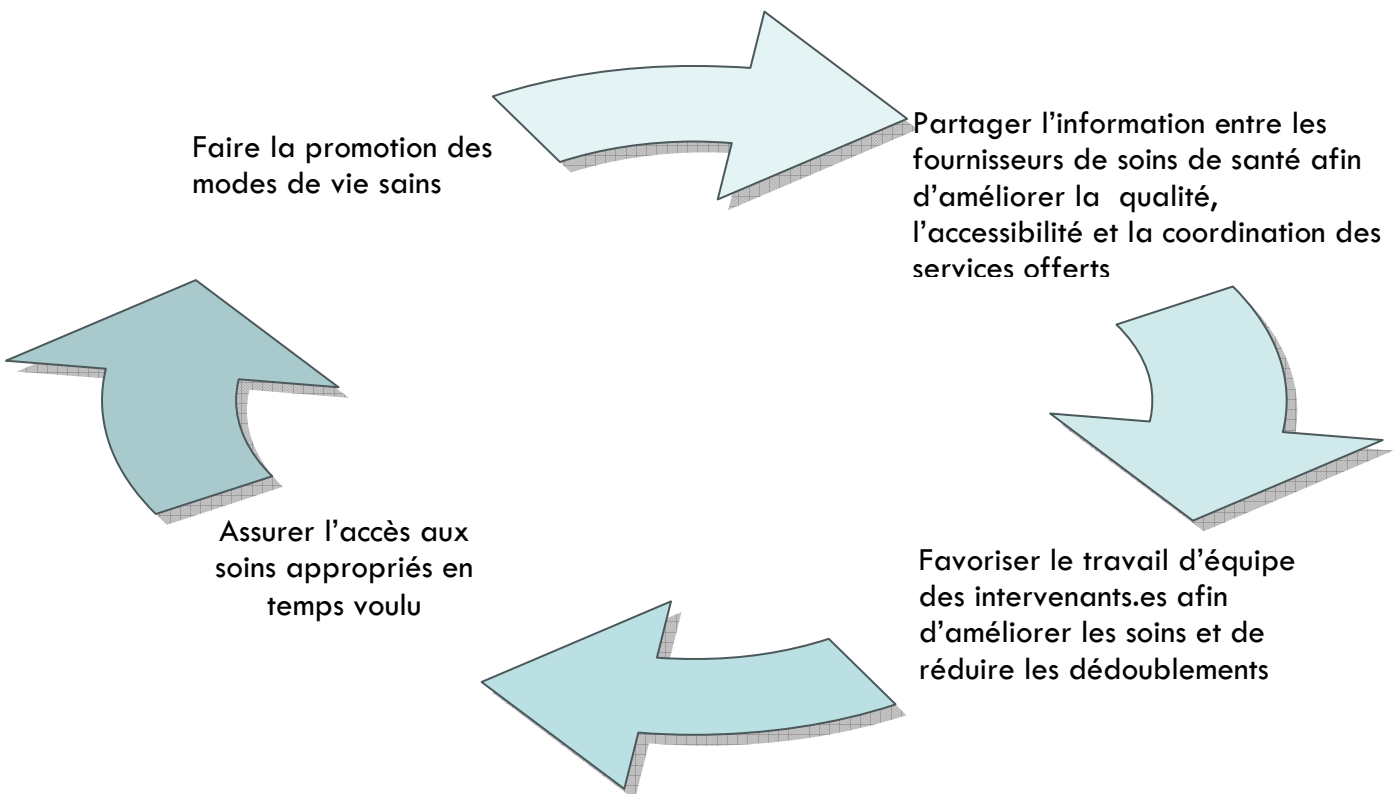 Faire la promotion des
modes de vie sains
Partager l’information entre les
fournisseurs de soins de santé afin
d’améliorer la  qualité,
l’accessibilité et la coordination des
services offerts
Favoriser le travail d’équipe
des intervenants.es afin
d’améliorer les soins et de
réduire les dédoublements
Assurer l’accès aux
soins appropriés en
temps voulu